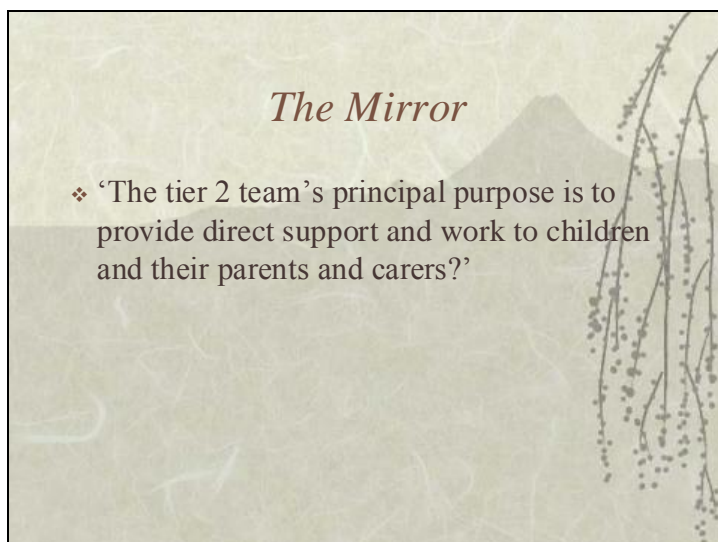 The Mirror
❖ ‘The tier 2 team’s principal purpose is to
provide direct support and work to children
and their parents and carers?’